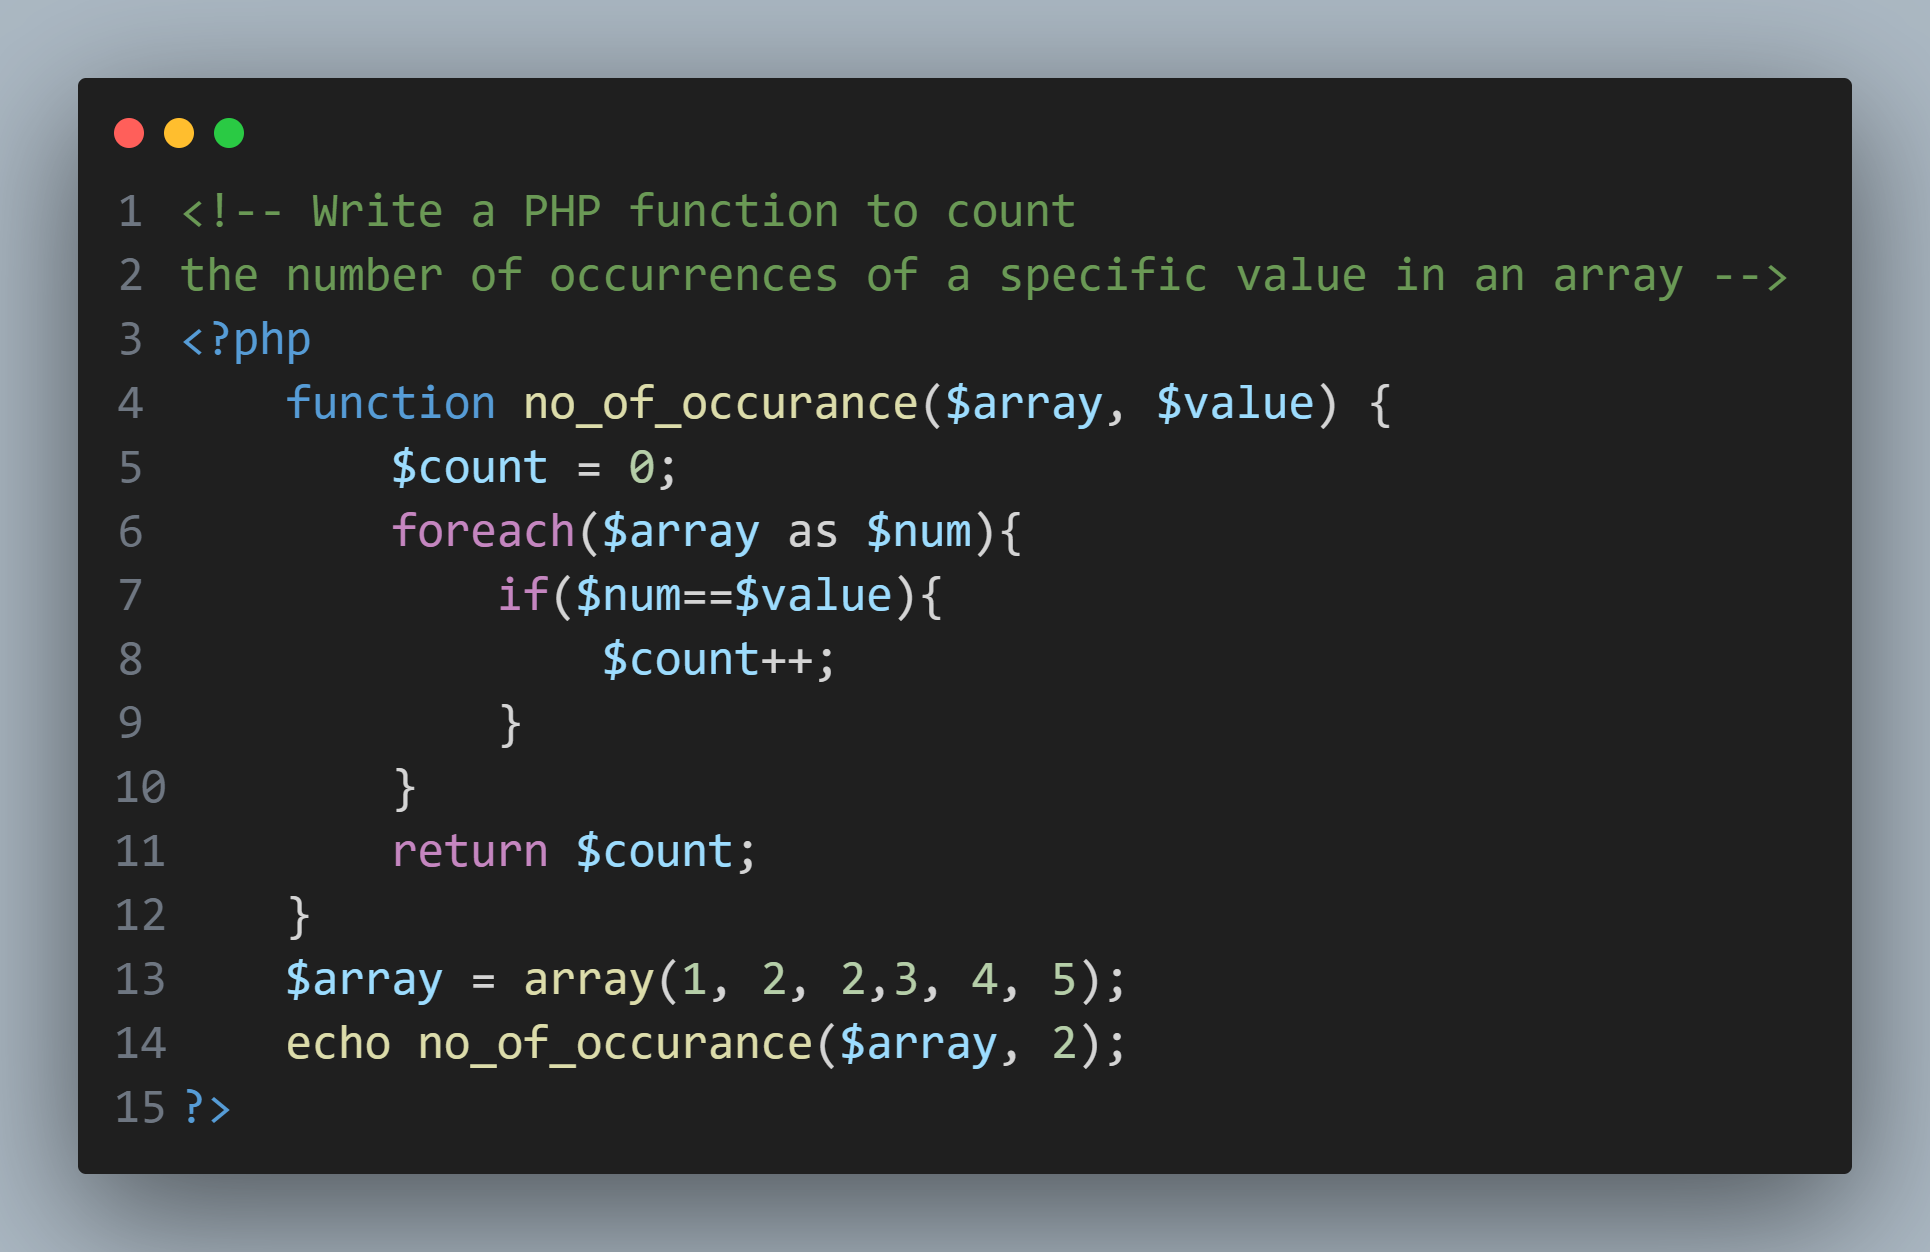 1 <!-- Write a PHP function to count
2 the number of occurrences of a specific value in an array -->
3 <?php
4     function no_of_occurance($array, $value) {
5         $count = 0;
6         foreach($array as $num){
7             if($num==$value){
8                 $count++;
9             }
10         }
11         return $count;
12     }
13     $array = array(1, 2, 2,3, 4, 5);
14     echo no_of_occurance($array, 2);
15 ?>